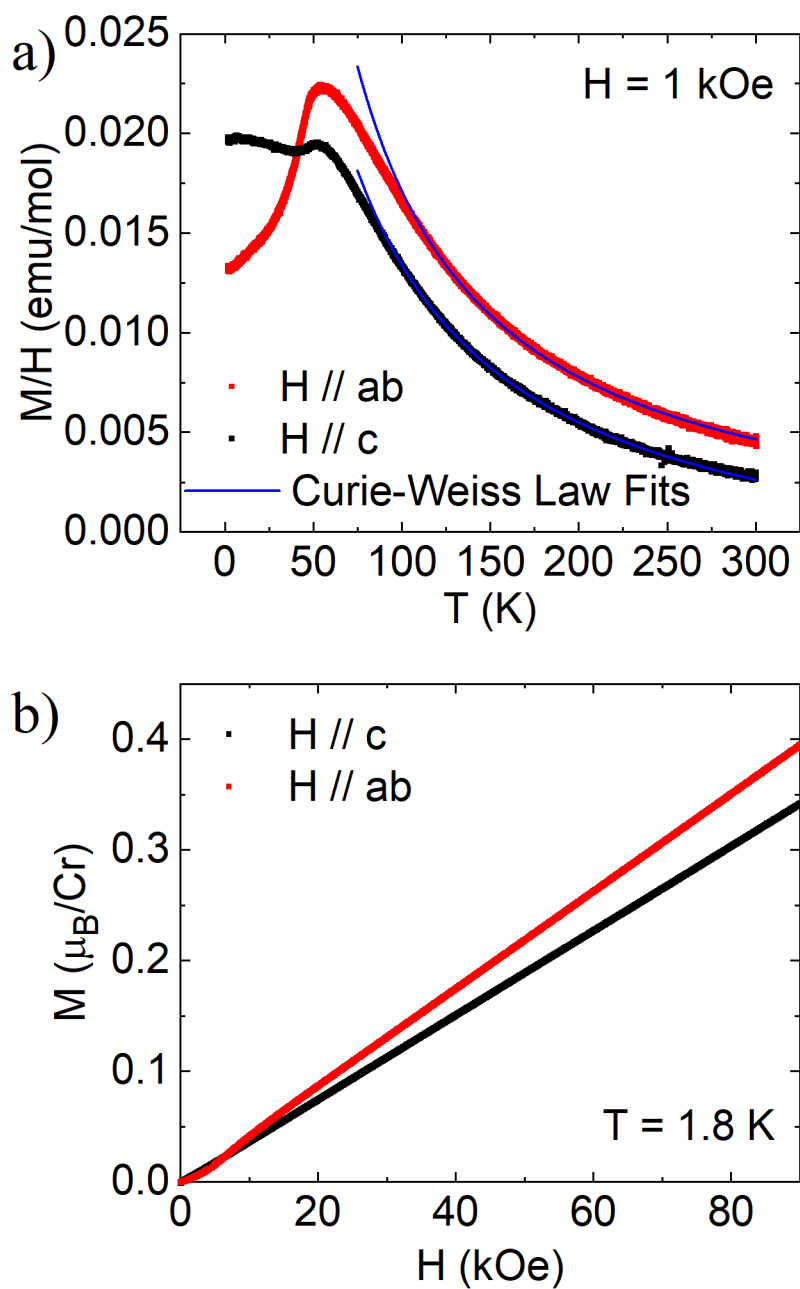 a)
H = 1 kOe
0.025
0.020
0.015
0.010
0.005
0.000
M/H (emu/mol)
H // ab
H // c
Curie-Weiss Law Fits
0 50 100 150 200 250 300
T (K)
b)
H // c
H // ab
0.4
0.3
0.2
0.1
0.0
M (μB/Cr)
T = 1.8 K
0 20 40 60 80
H (kOe)